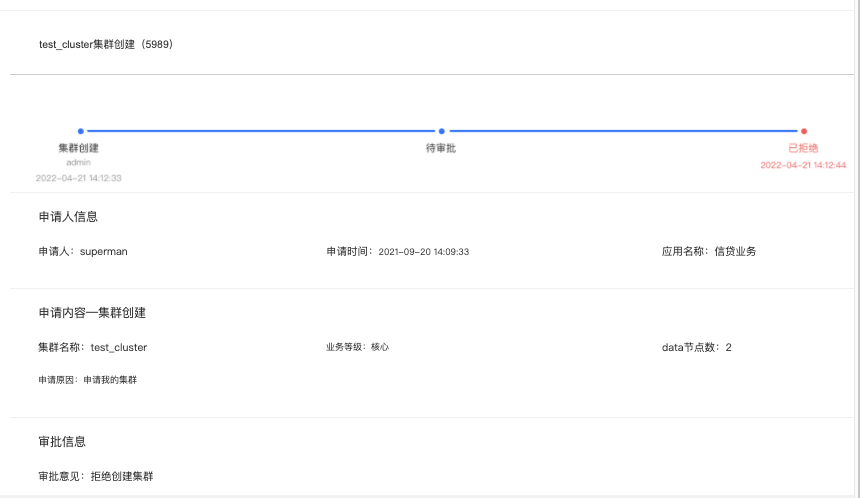 test_cluster集群创建（5989）
集群创建 待审批 已拒绝
admin 2022-04-21 14:12:44
2022-04-21 14:12:33
申请人信息
申请人：superman 申请时间：2021-09-20 14:09:33 应用名称：信贷业务
申请内容—集群创建
集群名称：test_cluster 业务等级：核心 data节点数：2
申请原因：申请我的集群
审批信息
审批意见：拒绝创建集群